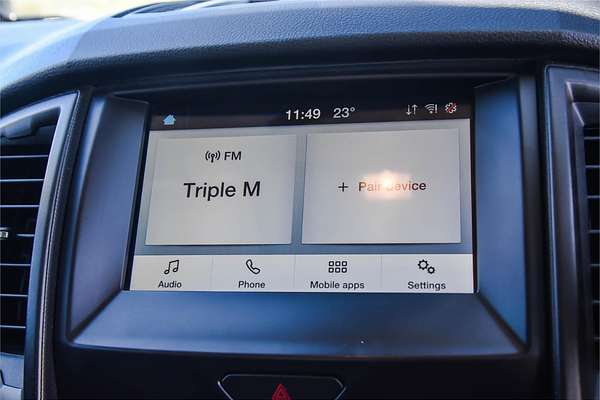 11:49 23°
FM
Triple M
+ Pair device
Audio
Phone
Mobile apps
Settings